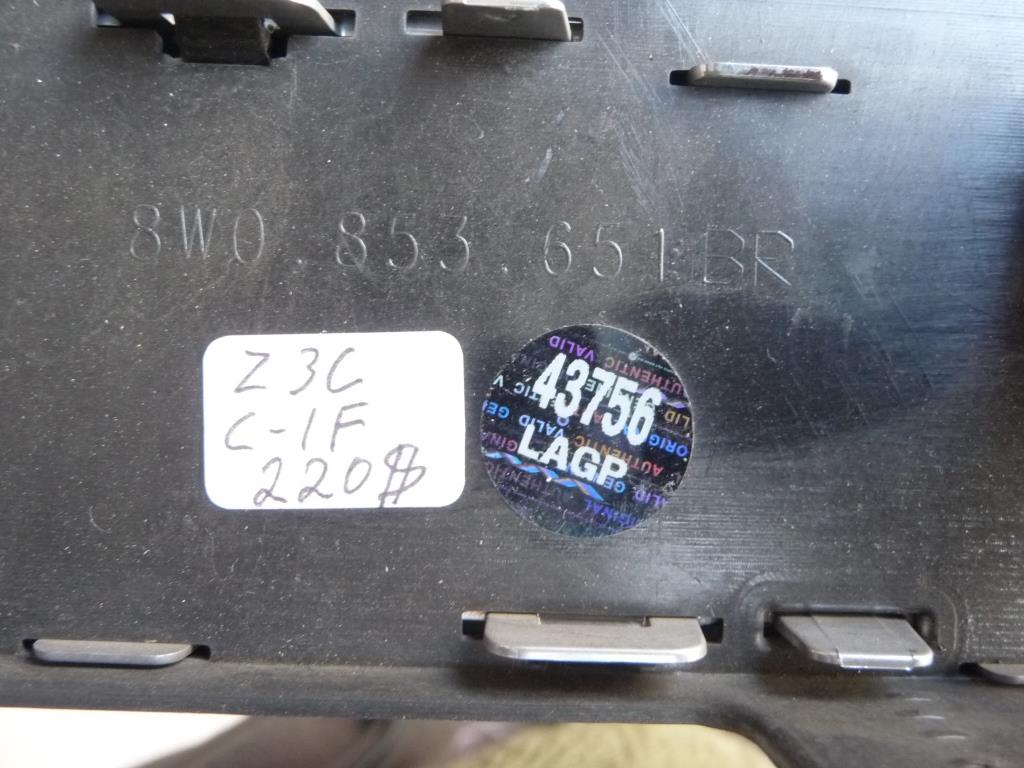 8W0.853.651 BR
Z3C
C-1F
220$
43756
LAGP